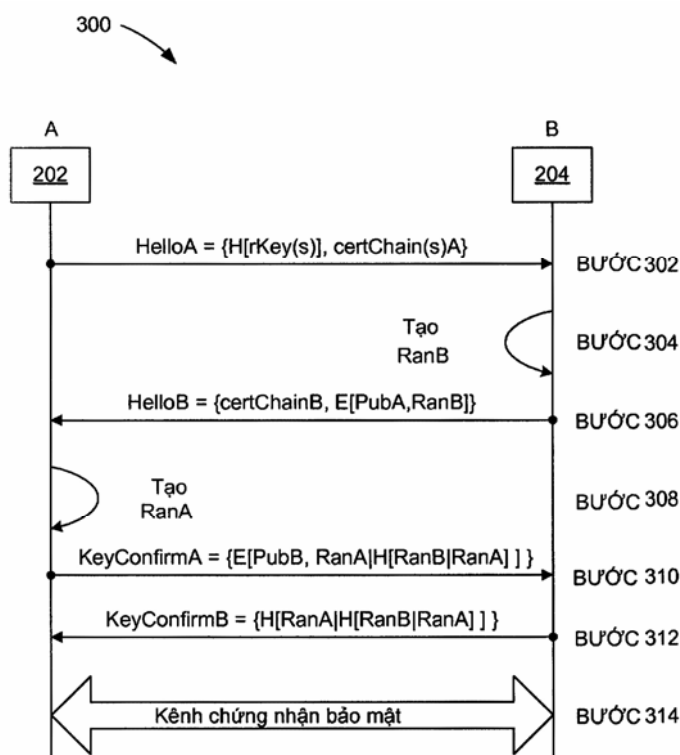 300
A
B
202
204
HelloA = {H[rKey(s)], certChain(s)A}
BƯỚC 302
Tạo
RanB
BƯỚC 304
HelloB = {certChainB, E[PubA,RanB]}
BƯỚC 306
Tạo
RanA
BƯỚC 308
KeyConfirmA = {E[PubB, RanA|H[RanB|RanA] ] }
BƯỚC 310
KeyConfirmB = {H[RanA|H[RanB|RanA] ] }
BƯỚC 312
Kênh chứng nhận bảo mật
BƯỚC 314